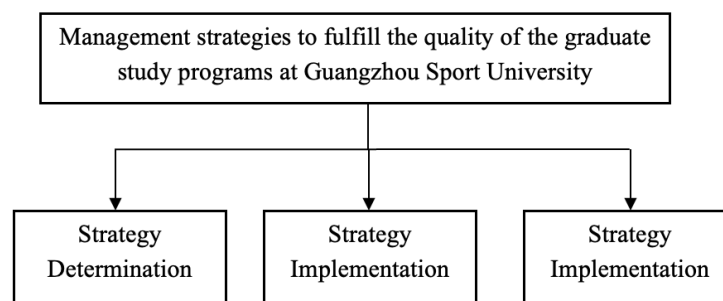 Management strategies to fulfill the quality of the graduate
study programs at Guangzhou Sport University
Strategy
Determination
Strategy
Implementation
Strategy
Implementation